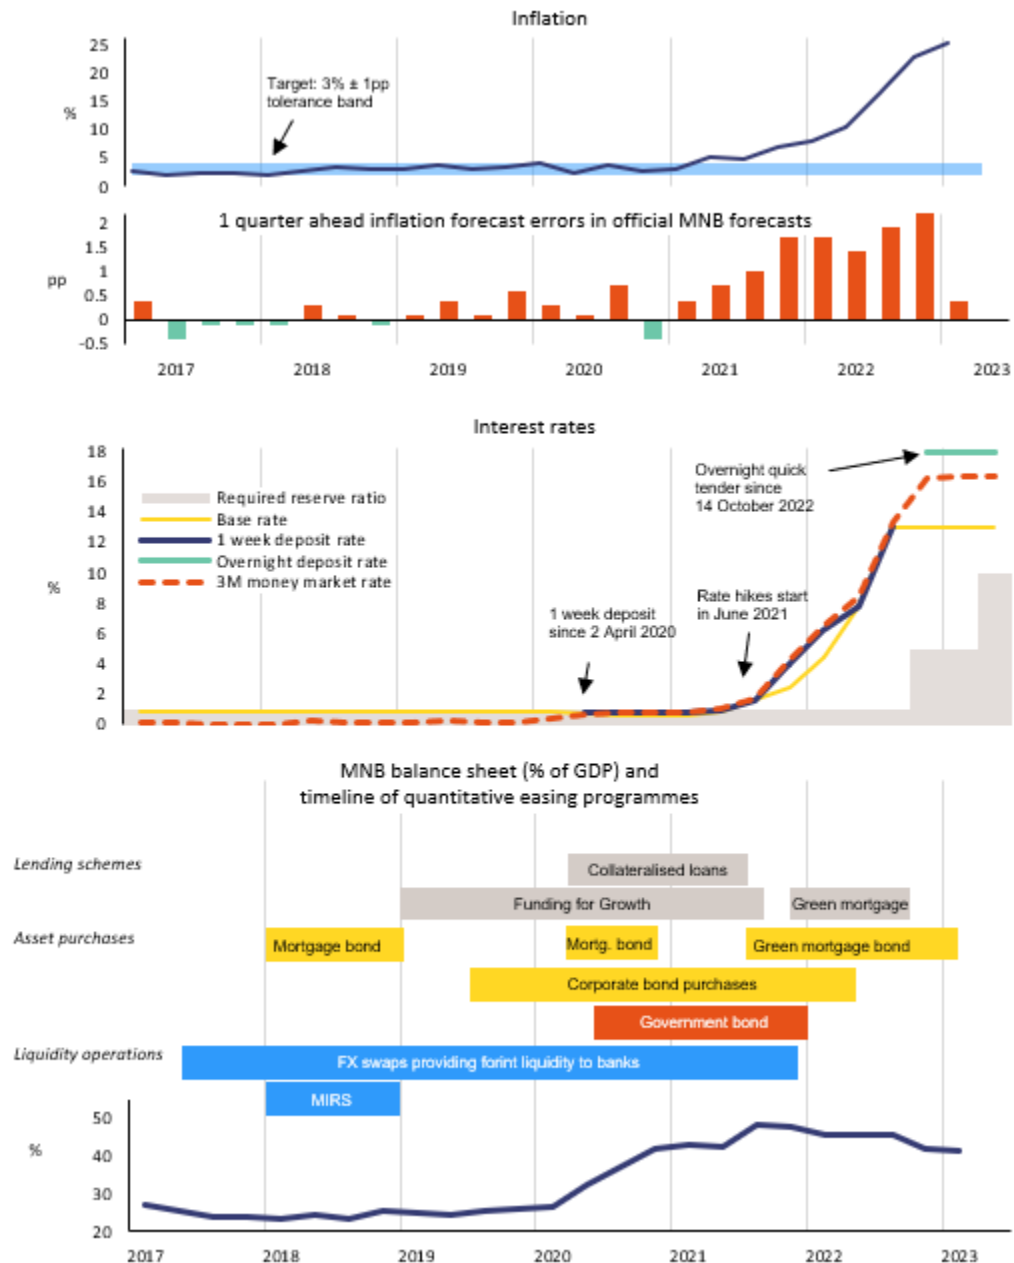 Inflation
25
20
15
10
5
0
%
Target: 3% ± 1pp
tolerance band
1 quarter ahead inflation forecast errors in official MNB forecasts
2
1.5
1
0.5
0
-0.5
pp
2017 2018 2019 2020 2021 2022 2023
Interest rates
18
16
14
12
10
8
6
4
2
0
%
Required reserve ratio
Base rate
1 week deposit rate
Overnight deposit rate
3M money market rate
Overnight quick
tender since
14 October 2022
1 week deposit
since 2 April 2020
Rate hikes start
in June 2021
MNB balance sheet (% of GDP) and
timeline of quantitative easing programmes
Lending schemes
Collateralised loans
Funding for Growth
Green mortgage
Asset purchases
Mortgage bond
Mortg. bond
Green mortgage bond
Corporate bond purchases
Government bond
Liquidity operations
FX swaps providing forint liquidity to banks
MIRS
50
40
30
20
%
2017 2018 2019 2020 2021 2022 2023